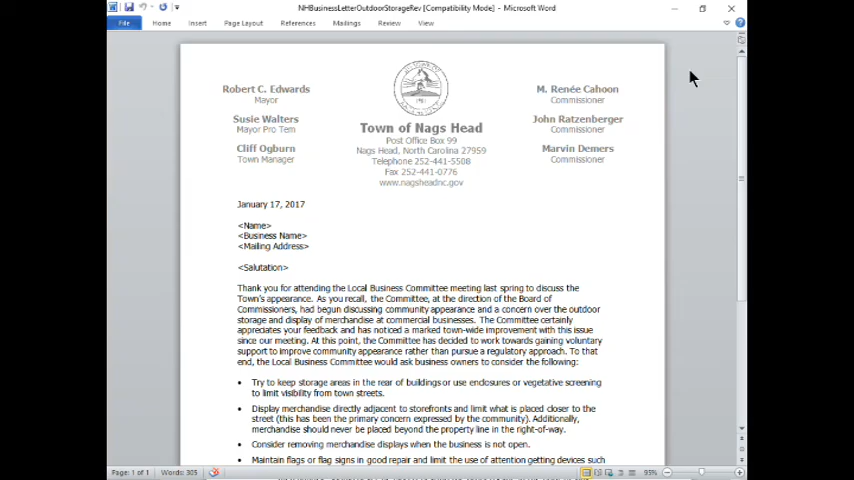 NHBusinessLetterOutdoorStorageRev [Compatibility Mode] - Microsoft Word
File Home Insert Page Layout References Mailings Review View
Robert C. Edwards
Mayor
Susie Walters
Mayor Pro Tem
Cliff Ogburn
Town Manager
Town of Nags Head
Post Office Box 99
Nags Head, North Carolina 27959
Telephone 252-441-5508
Fax 252-441-0776
www.nagsheadnc.gov
M. Renée Cahoon
Commissioner
John Ratzenberger
Commissioner
Marvin Demers
Commissioner
January 17, 2017
<Name>
<Business Name>
<Mailing Address>
<Salutation>
Thank you for attending the Local Business Committee meeting last spring to discuss the
Town's appearance. As you recall, the Committee, at the direction of the Board of
Commissioners, had begun discussing community appearance and a concern over the outdoor
storage and display of merchandise at commercial businesses. The Committee certainly
appreciates your feedback and has noticed a marked town-wide improvement with this issue
since our meeting. At this point, the Committee has decided to work towards gaining voluntary
support to improve community appearance rather than pursue a regulatory approach. To that
end, the Local Business Committee would ask business owners to consider the following:
• Try to keep storage areas in the rear of buildings or use enclosures or vegetative screening
to limit visibility from town streets.
• Display merchandise directly adjacent to storefronts and limit what is placed closer to the
street (this has been the primary concern expressed by the community). Additionally,
merchandise should never be placed beyond the property line in the right-of-way.
• Consider removing merchandise displays when the business is not open.
• Maintain flags or flag signs in good repair and limit the use of attention getting devices such
Page: 1 of 1 Words: 305 93%